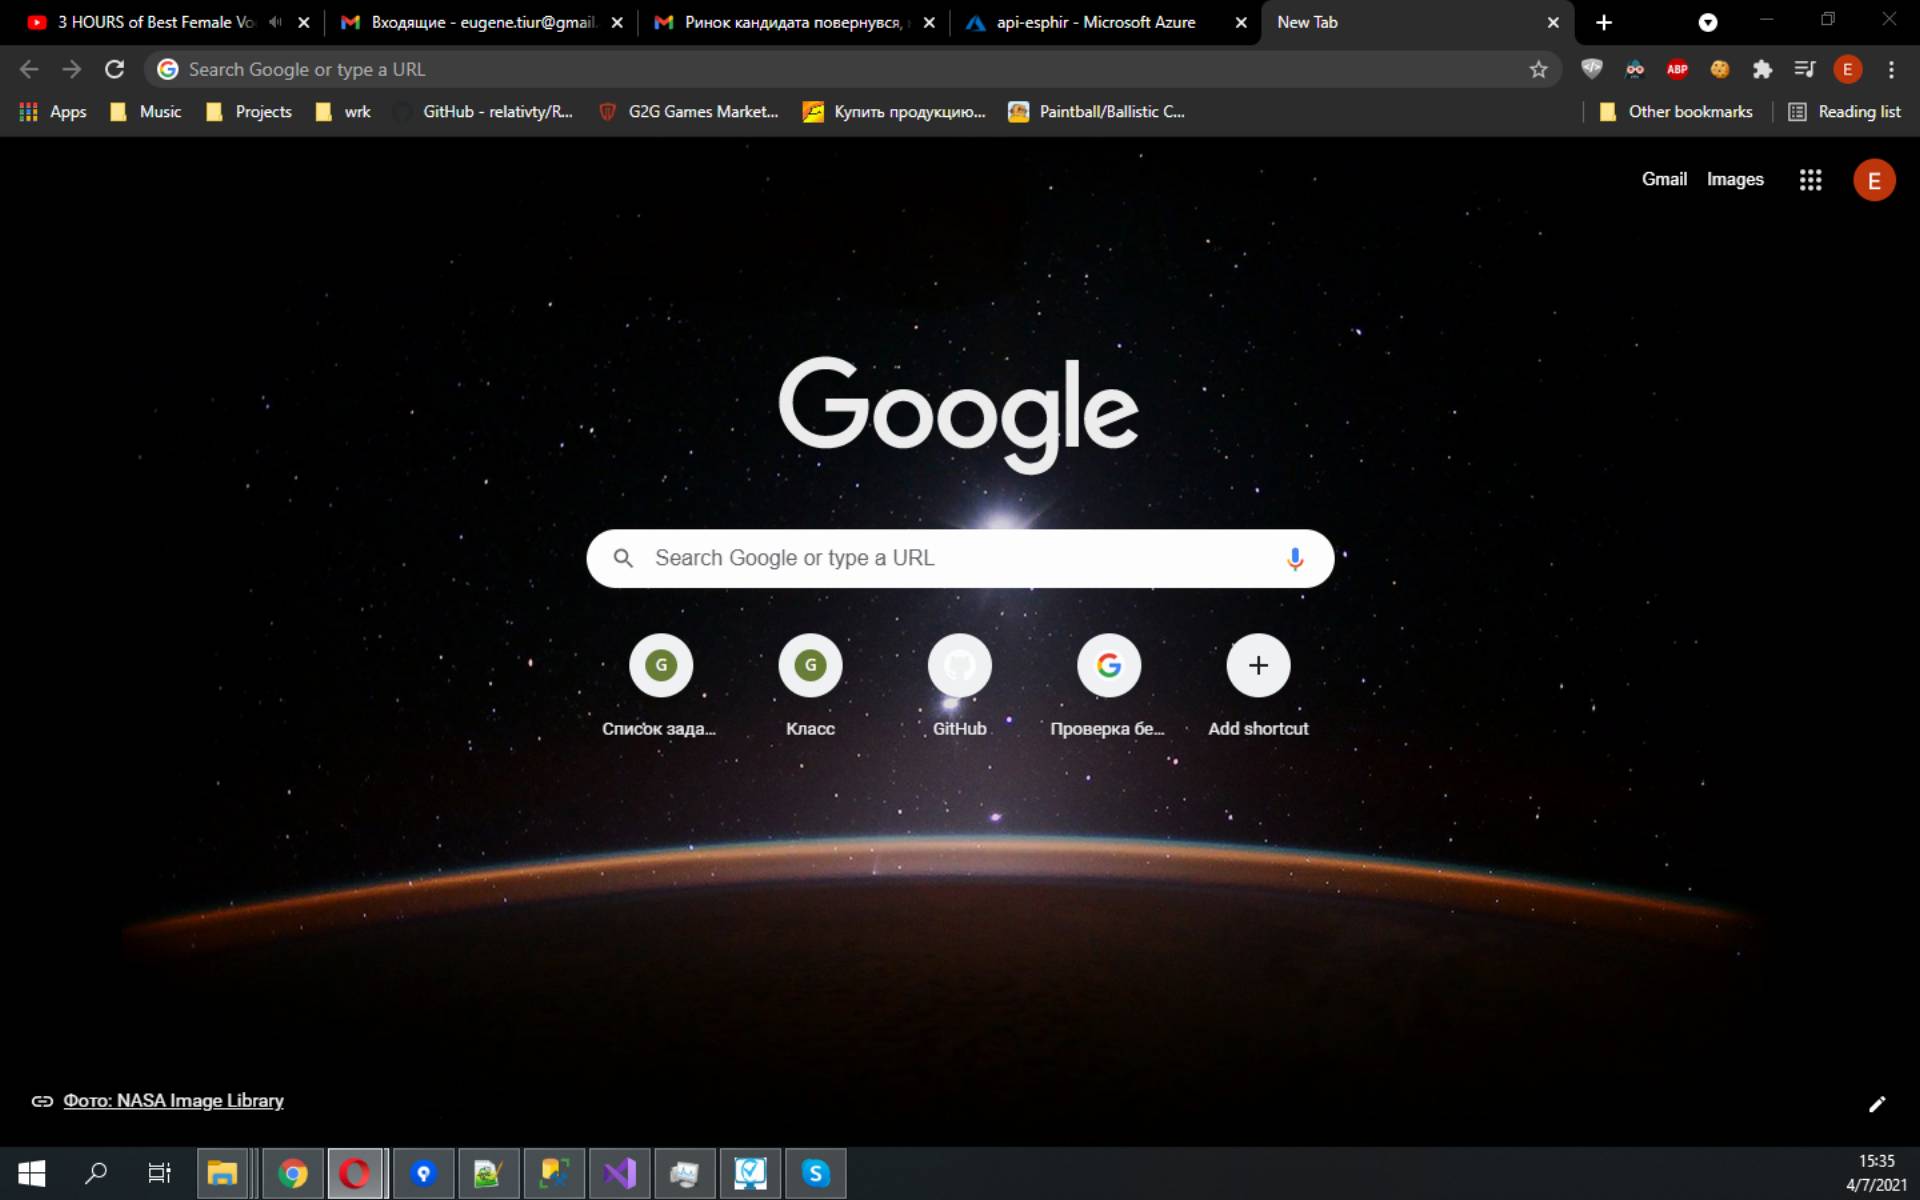 3 HOURS of Best Female Vo
Входящие - eugene.tiur@gmail.
Ринок кандидата повернувся,
api-esphir - Microsoft Azure
New Tab
Search Google or type a URL
ABP
E
Apps
Music
Projects
wrk
GitHub - relativty/R...
G2G Games Market...
Купить продукцию...
Paintball/Ballistic C...
Other bookmarks
Reading list
Gmail
Images
E
Google
Search Google or type a URL
G
G
G
Список зада...
Класс
GitHub
Проверка бе...
Add shortcut
Фото: NASA Image Library
S
15:35
4/7/2021